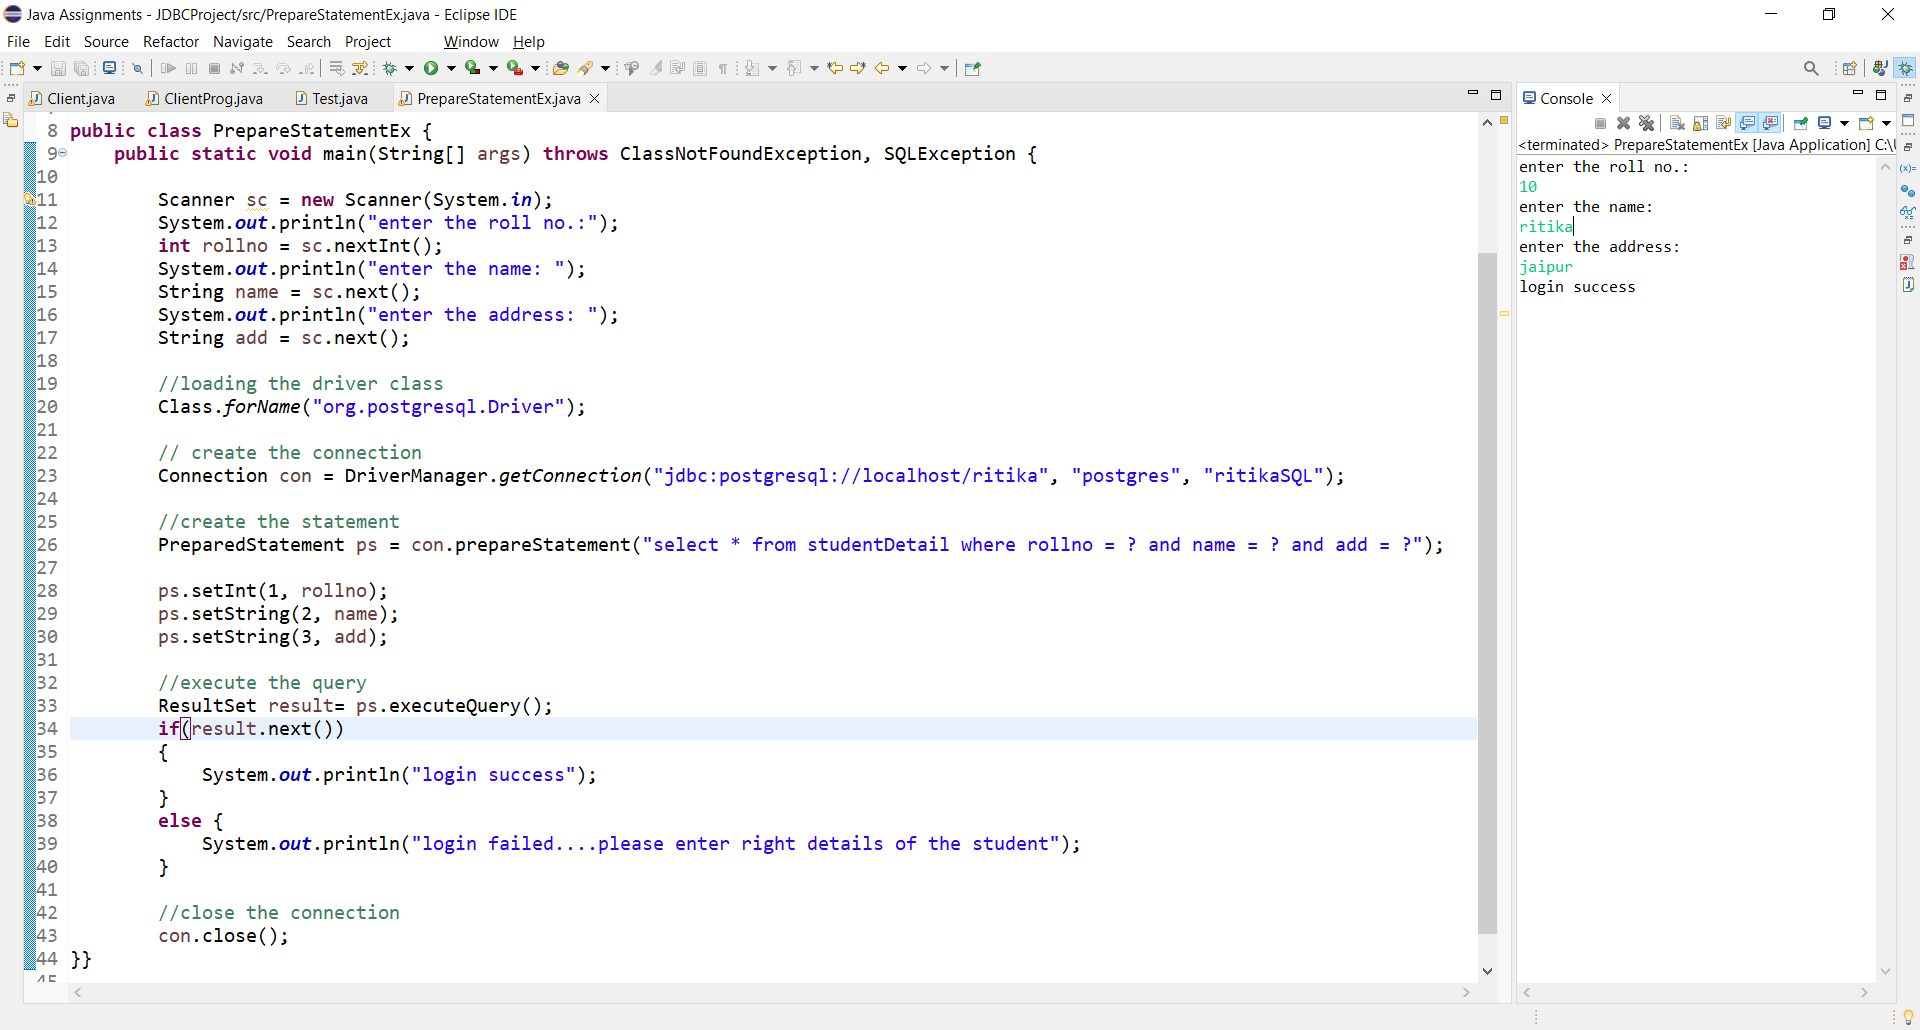 Java Assignments - JDBCProject/src/PrepareStatementEx.java - Eclipse IDE
File Edit Source Refactor Navigate Search Project Window Help
Client.java ClientProg.java Test.java PrepareStatementEx.java
8 public class PrepareStatementEx {
9 public static void main(String[] args) throws ClassNotFoundException, SQLException {
10
11 Scanner sc = new Scanner(System.in);
12 System.out.println("enter the roll no.:");
13 int rollno = sc.nextInt();
14 System.out.println("enter the name: ");
15 String name = sc.next();
16 System.out.println("enter the address: ");
17 String add = sc.next();
18
19 //loading the driver class
20 Class.forName("org.postgresql.Driver");
21
22 // create the connection
23 Connection con = DriverManager.getConnection("jdbc:postgresql://localhost/ritika", "postgres", "ritikaSQL");
24
25 //create the statement
26 PreparedStatement ps = con.prepareStatement("select * from studentDetail where rollno = ? and name = ? and add = ?");
27
28 ps.setInt(1, rollno);
29 ps.setString(2, name);
30 ps.setString(3, add);
31
32 //execute the query
33 ResultSet result= ps.executeQuery();
34 if(result.next())
35 {
36 System.out.println("login success");
37 }
38 else {
39 System.out.println("login failed....please enter right details of the student");
40 }
41
42 //close the connection
43 con.close();
44 }}
45
Console
<terminated> PrepareStatementEx [Java Application] C:\
enter the roll no.:
10
enter the name:
ritika
enter the address:
jaipur
login success